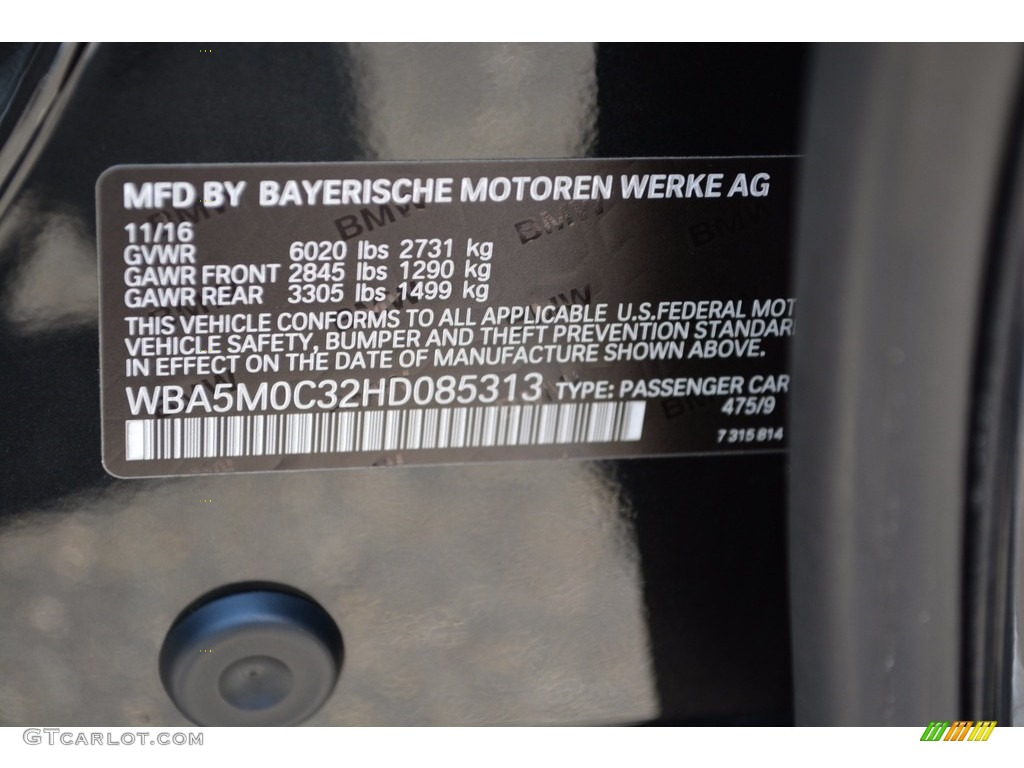 MFD BY BAYERISCHE MOTOREN WERKE AG
11/16
GVWR 6020 lbs 2731 kg
GAWR FRONT 2845 lbs 1290 kg
GAWR REAR 3305 lbs 1499 kg
THIS VEHICLE CONFORMS TO ALL APPLICABLE U.S.FEDERAL MOT
VEHICLE SAFETY, BUMPER AND THEFT PREVENTION STANDAR
IN EFFECT ON THE DATE OF MANUFACTURE SHOWN ABOVE.
WBA5M0C32HD085313 TYPE: PASSENGER CAR
475/9
7 315 814
GTCarlot.com